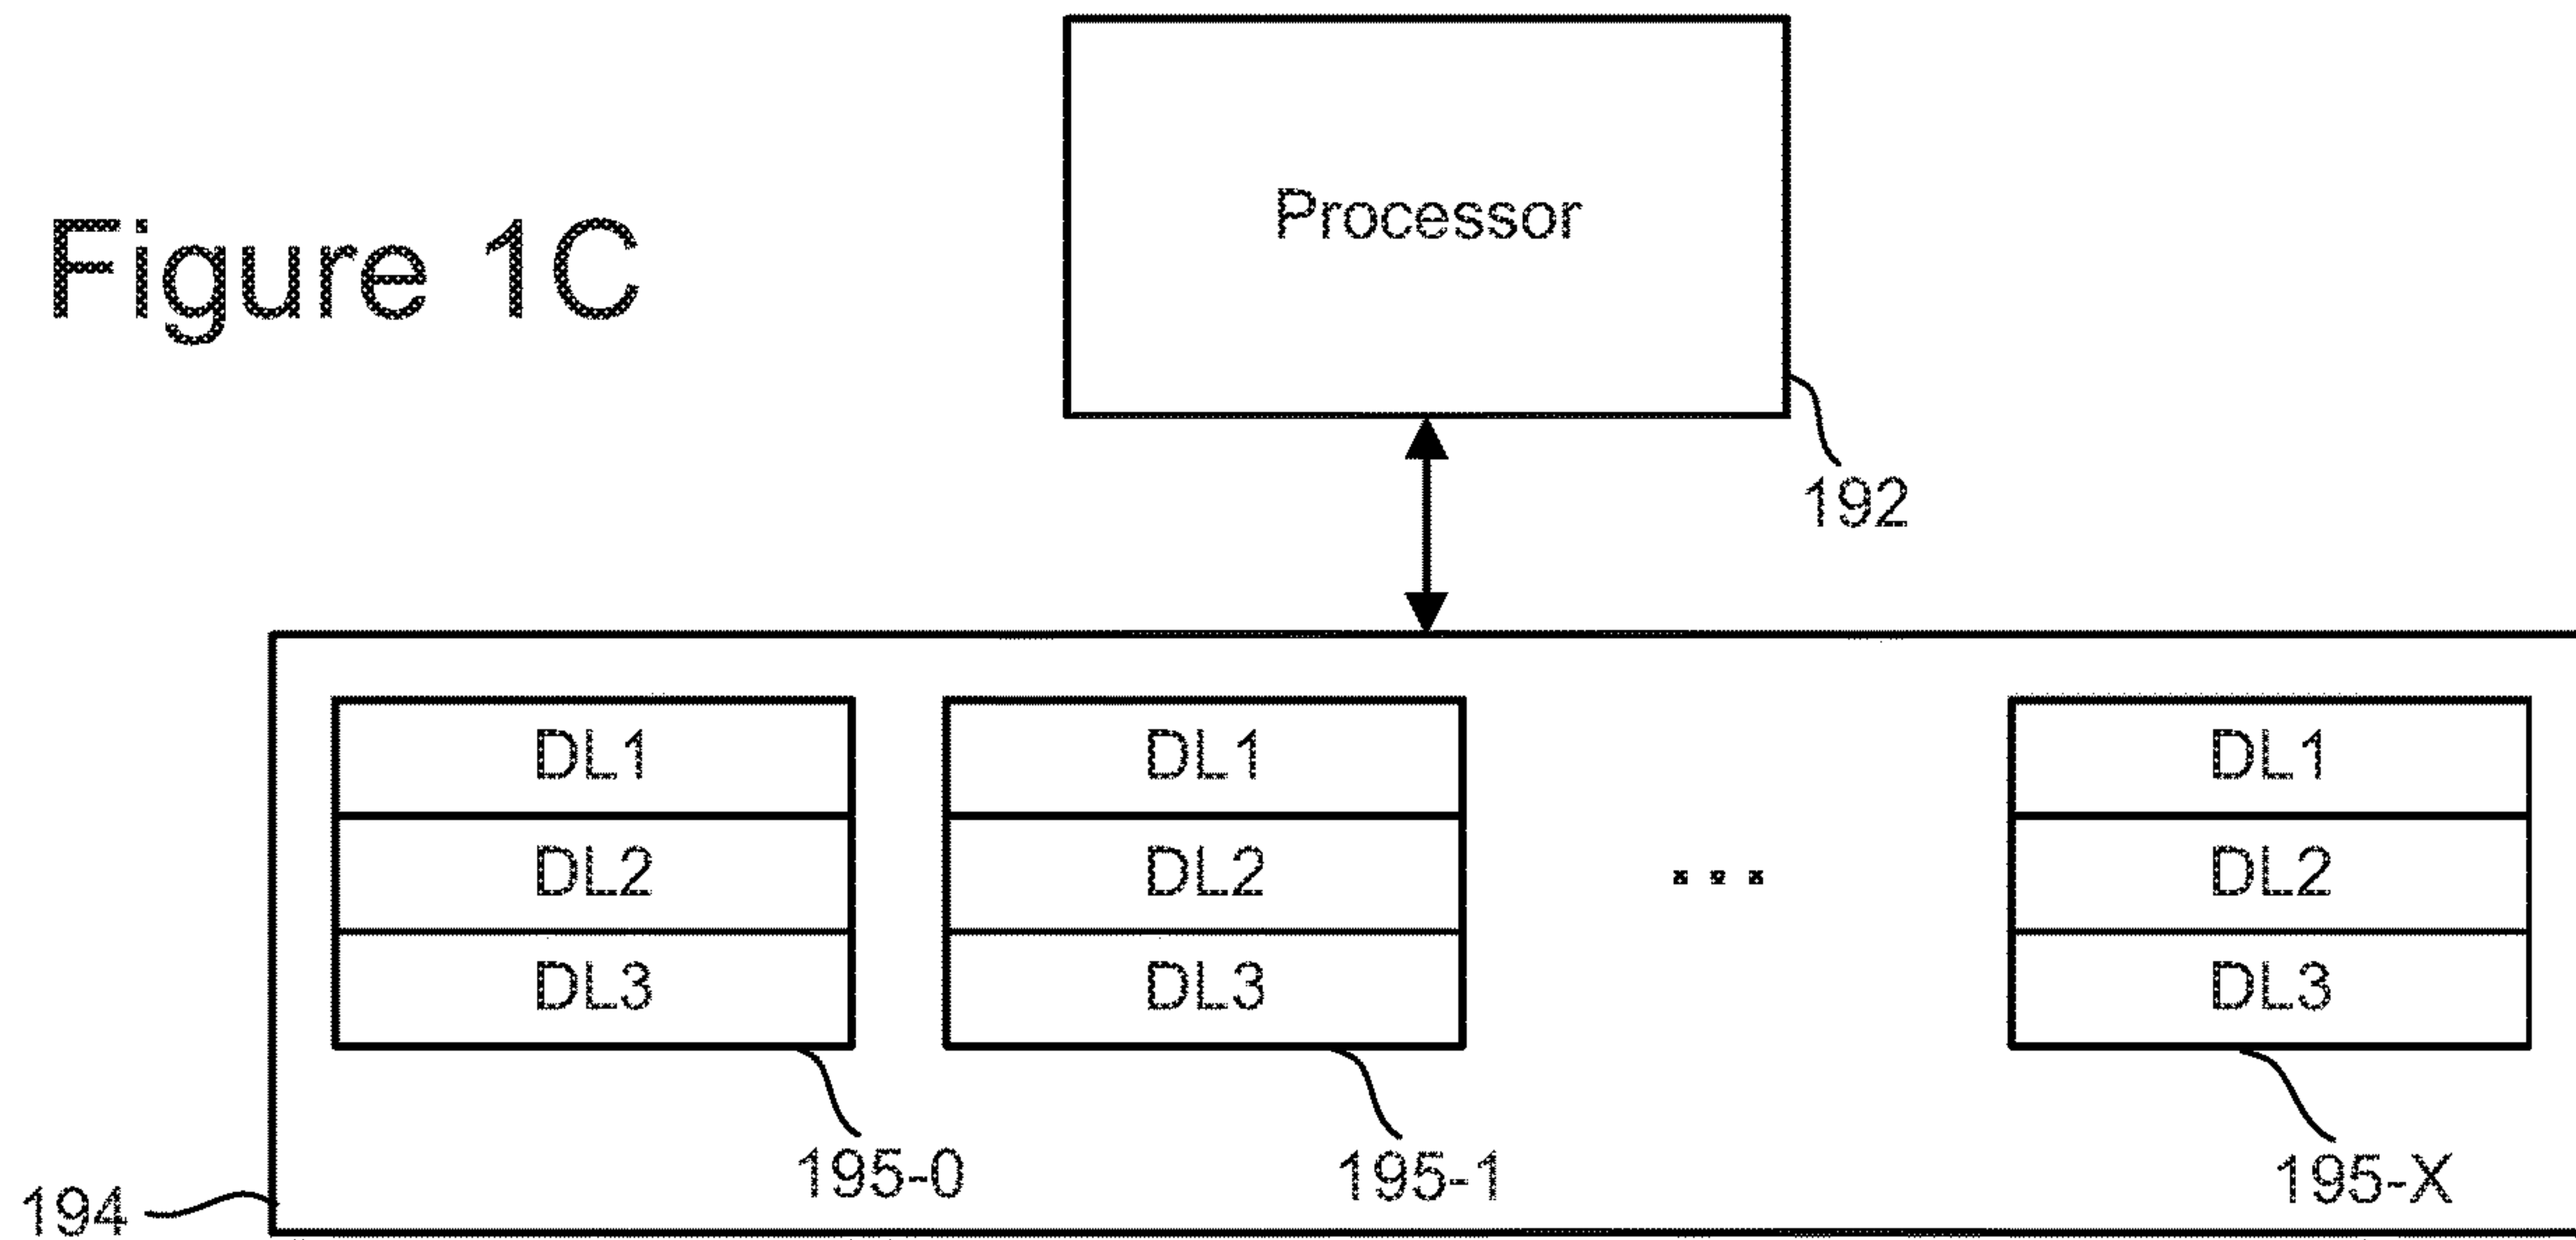 Figure 1C
Processor
192
DL1 DL1 DL1
DL2 DL2 ... DL2
DL3 DL3 DL3
195-0 195-1 195-X
194